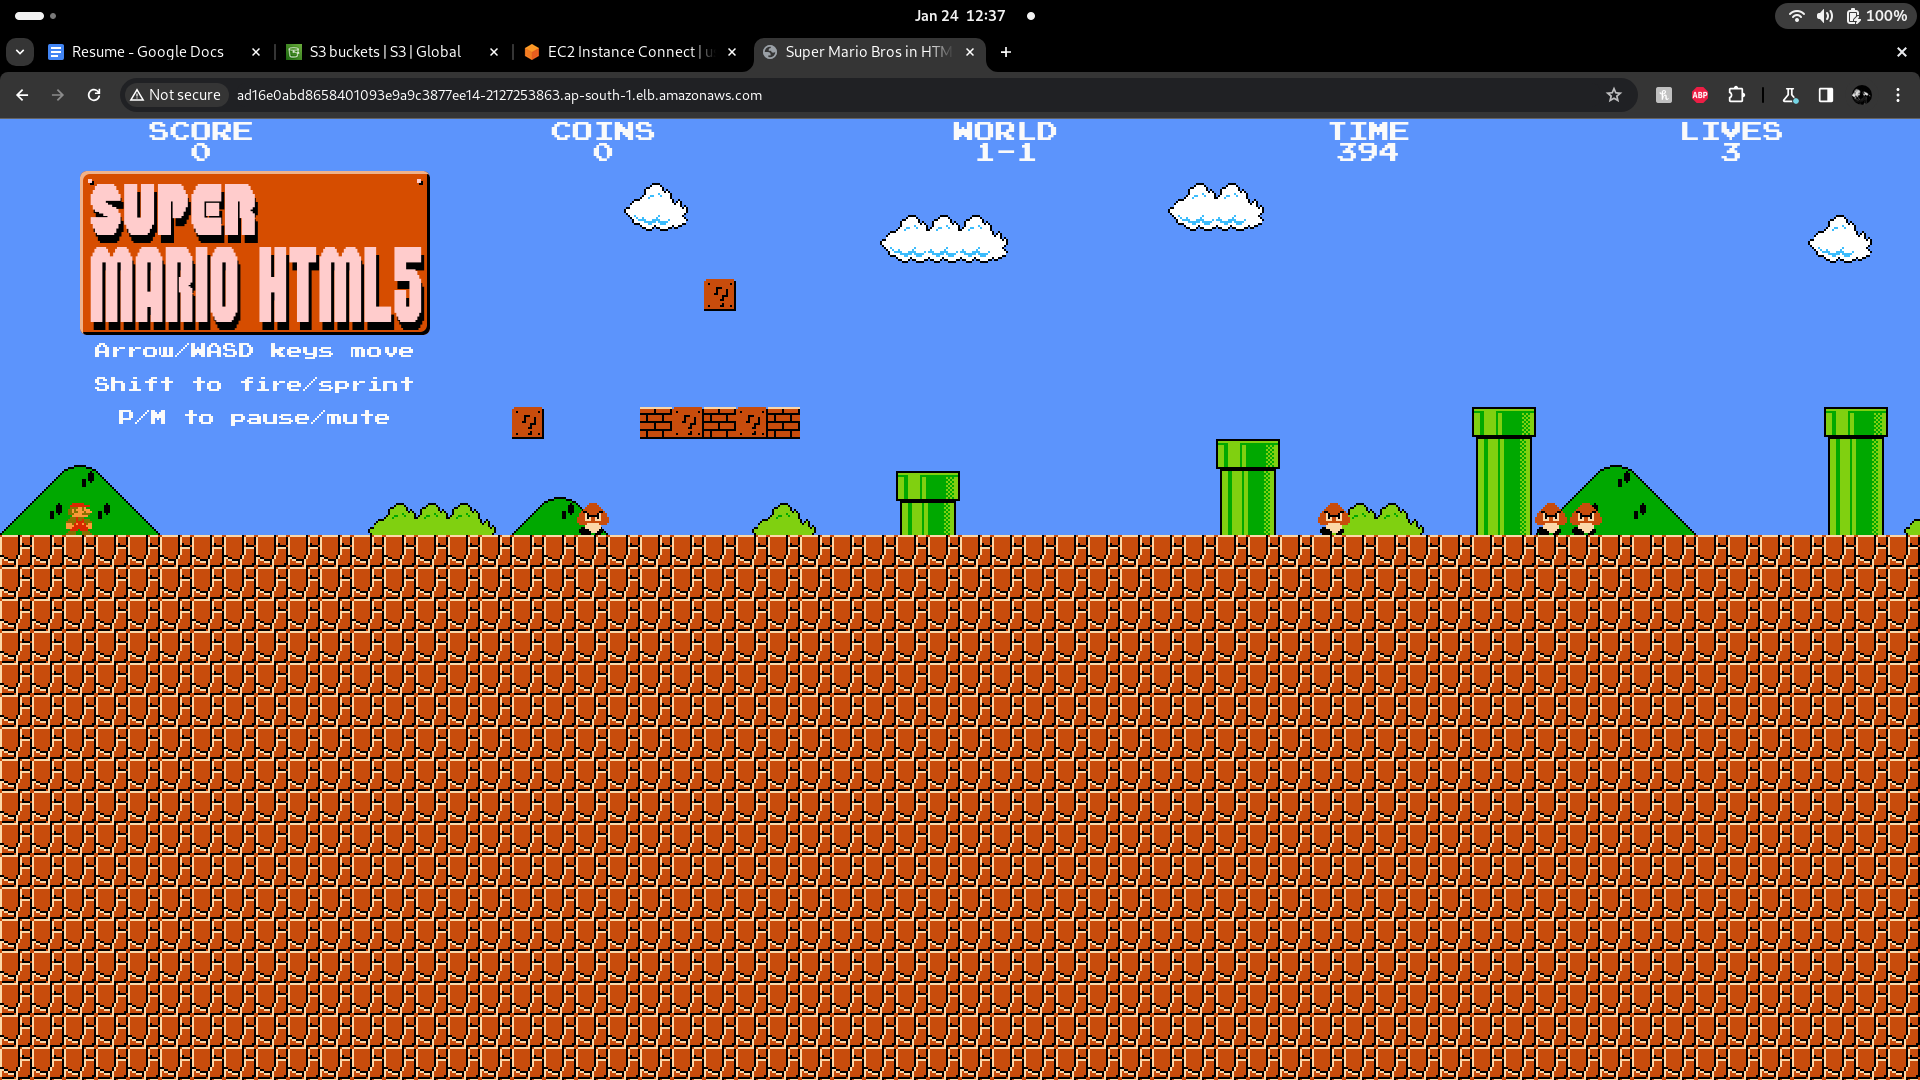 Jan 24 12:37
100%
Resume - Google Docs
S3 buckets | S3 | Global
EC2 Instance Connect | u
Super Mario Bros in HTM
Not secure
ad16e0abd8658401093e9a9c3877ee14-2127253863.ap-south-1.elb.amazonaws.com
ABP
SCORE
0
COINS
0
WORLD
1-1
TIME
394
LIVES
3
SUPER
MARIO HTML5
Arrow/WASD keys move
Shift to fire/sprint
P/M to pause/mute
?
?
? ?